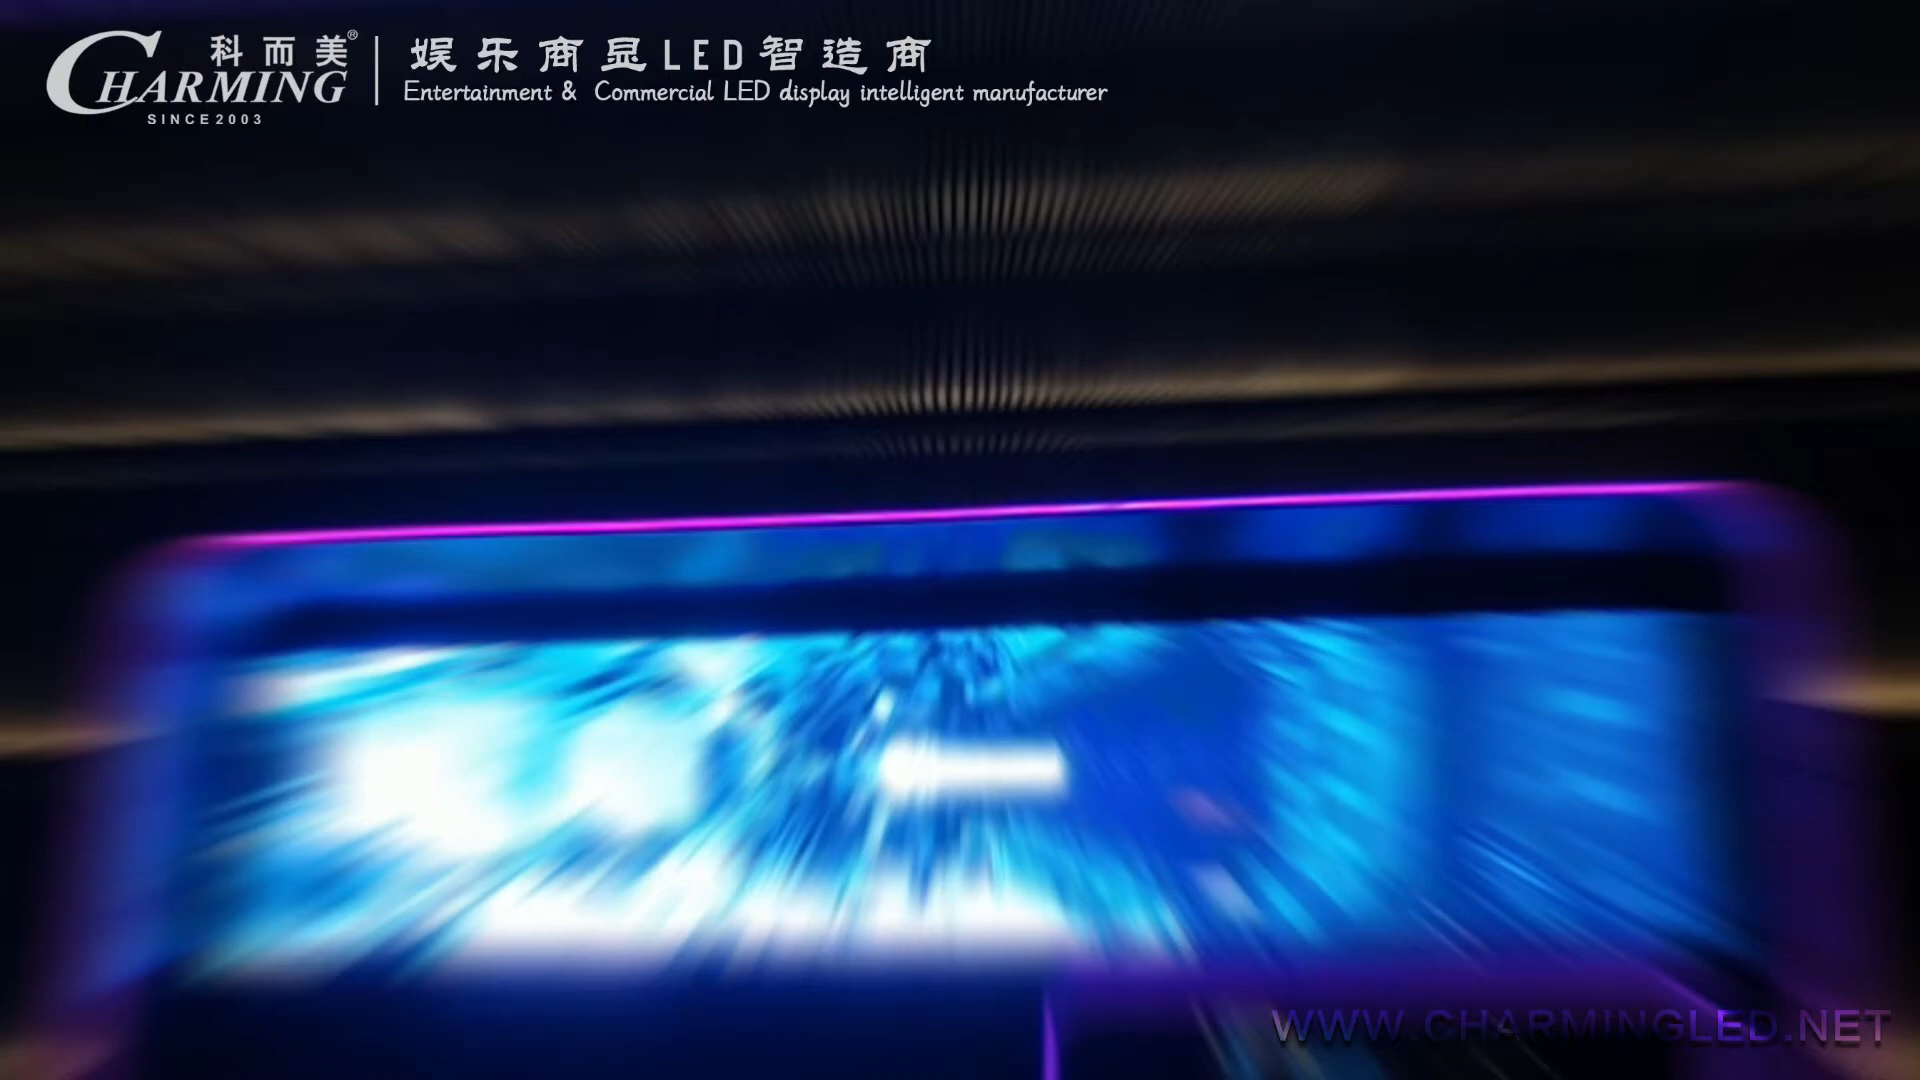 科而美®
CHARMING
SINCE2003
娱乐商显LED智造商
Entertainment & Commercial LED display intelligent manufacturer
WWW.CHARMINGLED.NET